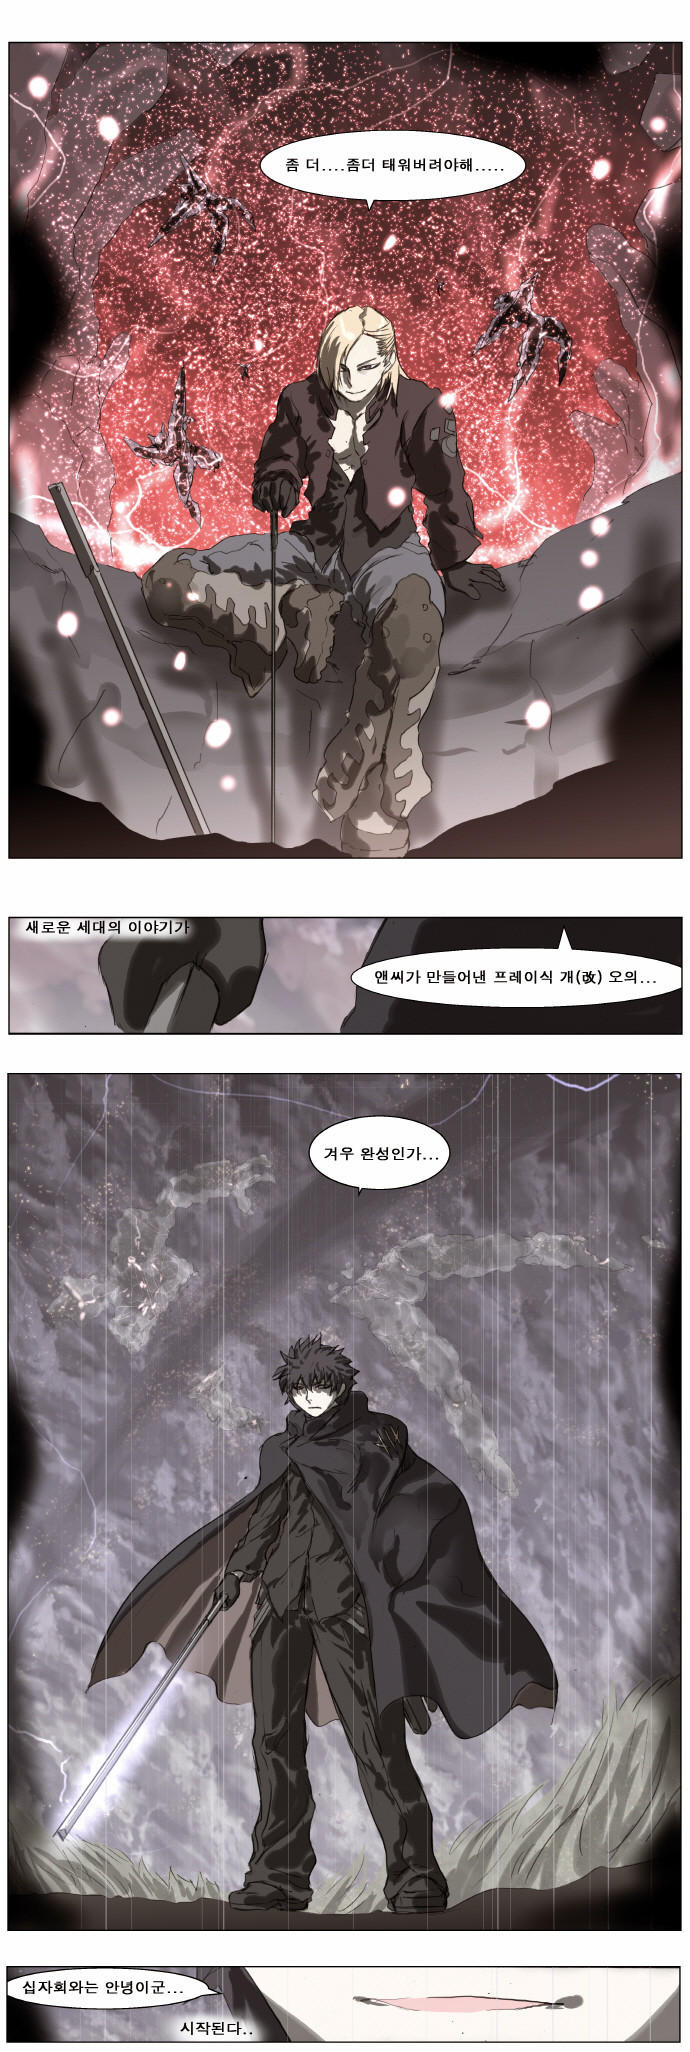 좀 더....좀더 태워버려야해.....
새로운 세대의 이야기가
앤씨가 만들어낸 프레이식 개(改) 오의...
겨우 완성인가...
십자회와는 안녕이군...
시작된다..